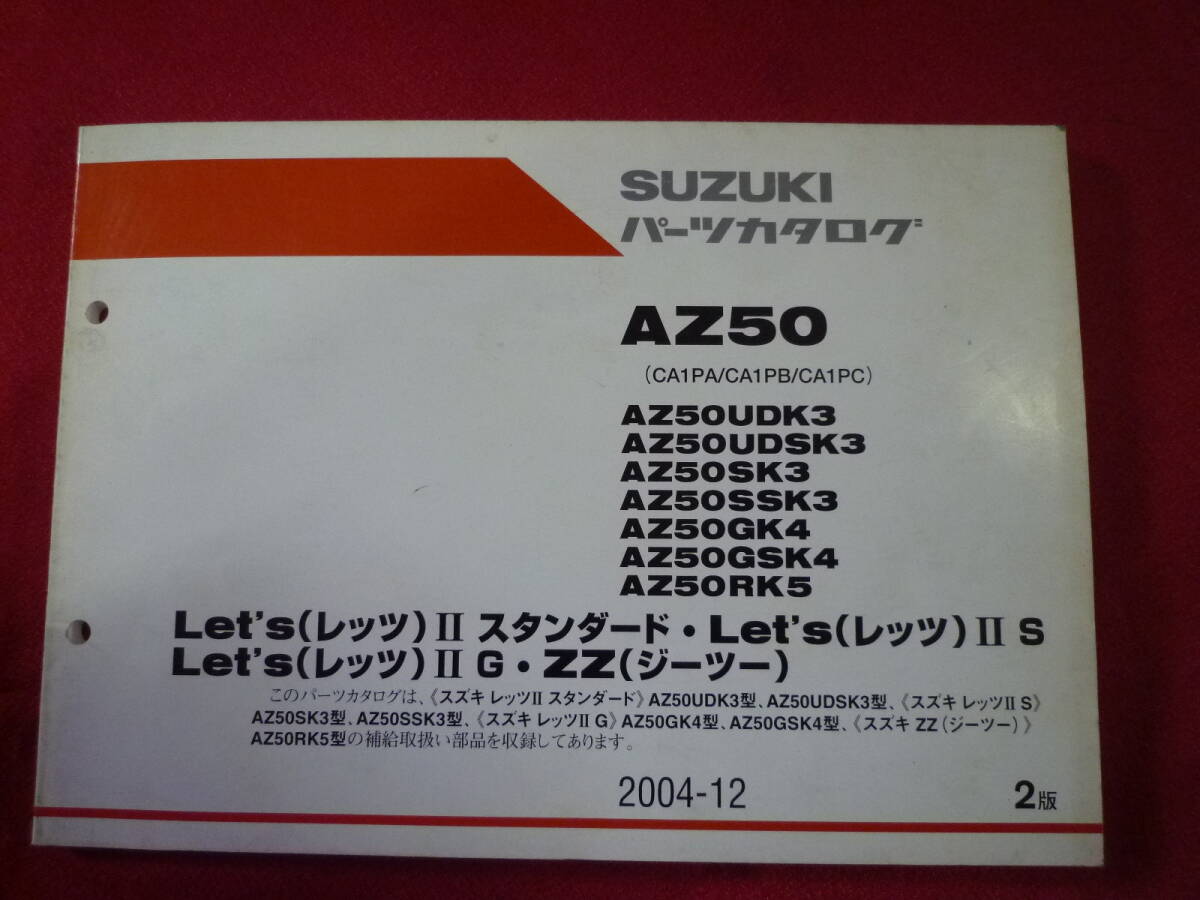 SUZUKI
パーツカタログ
AZ50
(CA1PA/CA1PB/CA1PC)
AZ50UDK3
AZ50UDSK3
AZ50SK3
AZ50SSK3
AZ50GK4
AZ50GSK4
AZ50RK5
Let's(レッツ)II スタンダード・Let's(レッツ)II S
Let's(レッツ)II G・ZZ(ジーツー)
このパーツカタログは、《スズキ レッツII スタンダード》AZ50UDK3型、AZ50UDSK3型、《スズキ レッツII S》
AZ50SK3型、AZ50SSK3型、《スズキ レッツII G》AZ50GK4型、AZ50GSK4型、《スズキ ZZ(ジーツー)》
AZ50RK5型の補給取扱い部品を収録してあります。
2004-12 2版